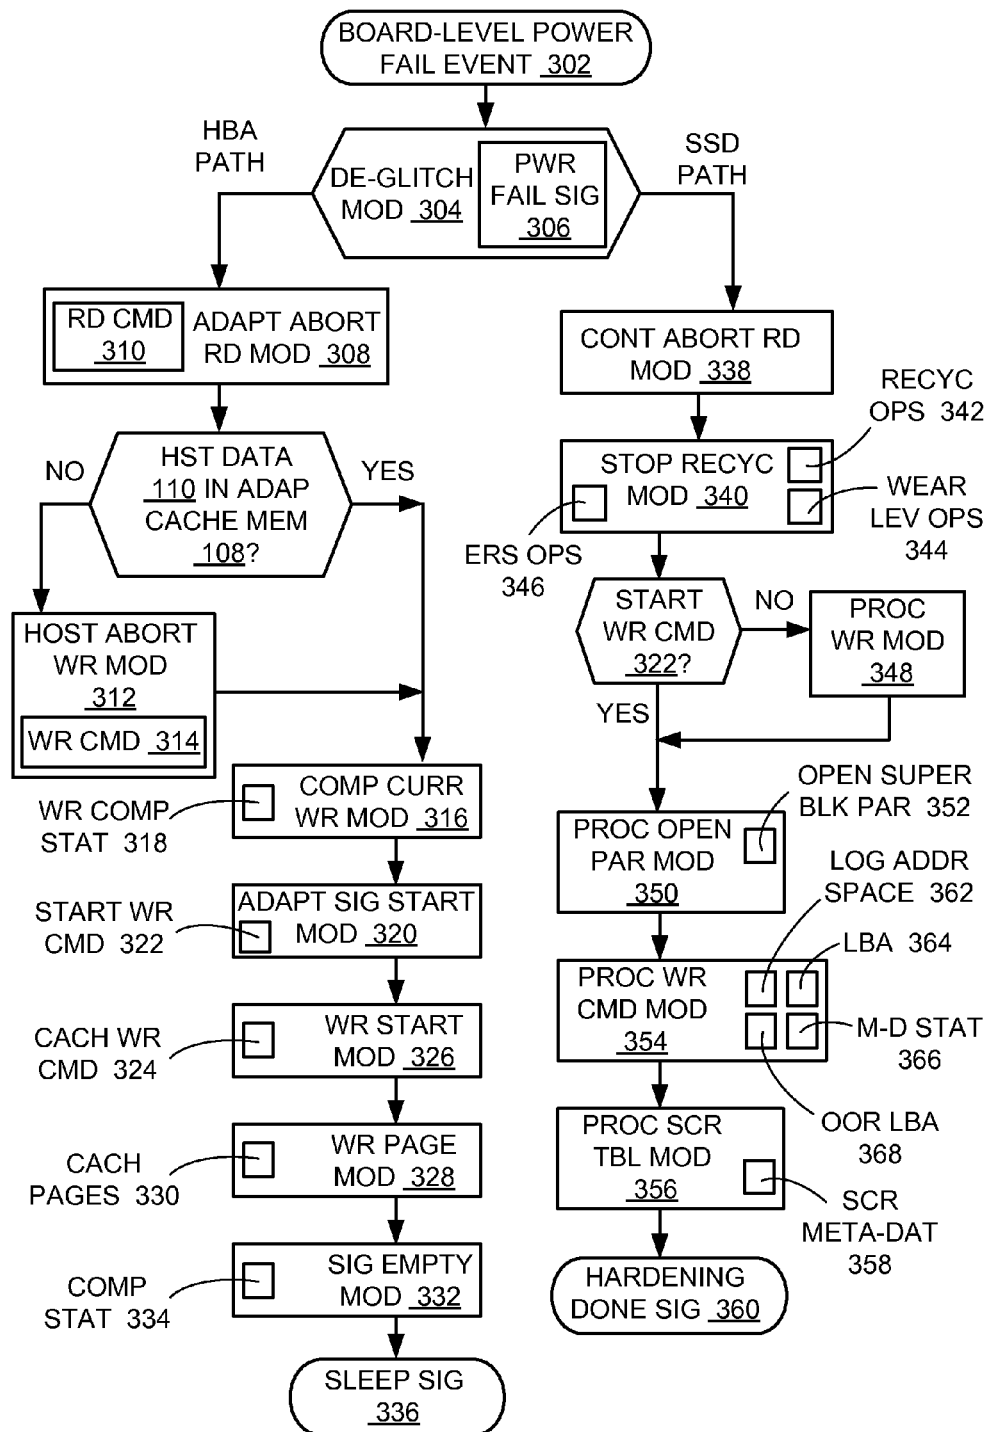 BOARD-LEVEL POWER
FAIL EVENT 302
HBA
PATH
DE-GLITCH
MOD 304
PWR
FAIL SIG
306
SSD
PATH
RD CMD
310
ADAPT ABORT
RD MOD 308
HST DATA
110 IN ADAP
CACHE MEM
108?
NO
YES
HOST ABORT
WR MOD
312
WR CMD 314
COMP CURR
WR MOD 316
WR COMP
STAT 318
ADAPT SIG START
MOD 320
START WR
CMD 322
WR START
MOD 326
CACH WR
CMD 324
WR PAGE
MOD 328
CACH
PAGES 330
SIG EMPTY
MOD 332
COMP
STAT 334
SLEEP SIG
336
CONT ABORT RD
MOD 338
RECYC
OPS 342
STOP RECYC
MOD 340
WEAR
LEV OPS
344
ERS OPS
346
START
WR CMD
322?
NO
YES
PROC
WR MOD
348
OPEN SUPER
BLK PAR 352
PROC OPEN
PAR MOD
350
LOG ADDR
SPACE 362
LBA 364
PROC WR
CMD MOD
354
M-D STAT
366
OOR LBA
368
PROC SCR
TBL MOD
356
SCR
META-DAT
358
HARDENING
DONE SIG 360